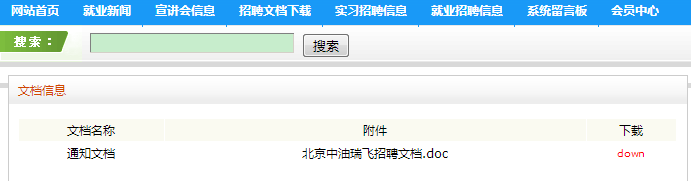 网站首页 就业新闻 宣讲会信息 招聘文档下载 实习招聘信息 就业招聘信息 系统留言板 会员中心
搜索： 搜索
文档信息
文档名称 附件 下载
通知文档 北京中油瑞飞招聘文档.doc down